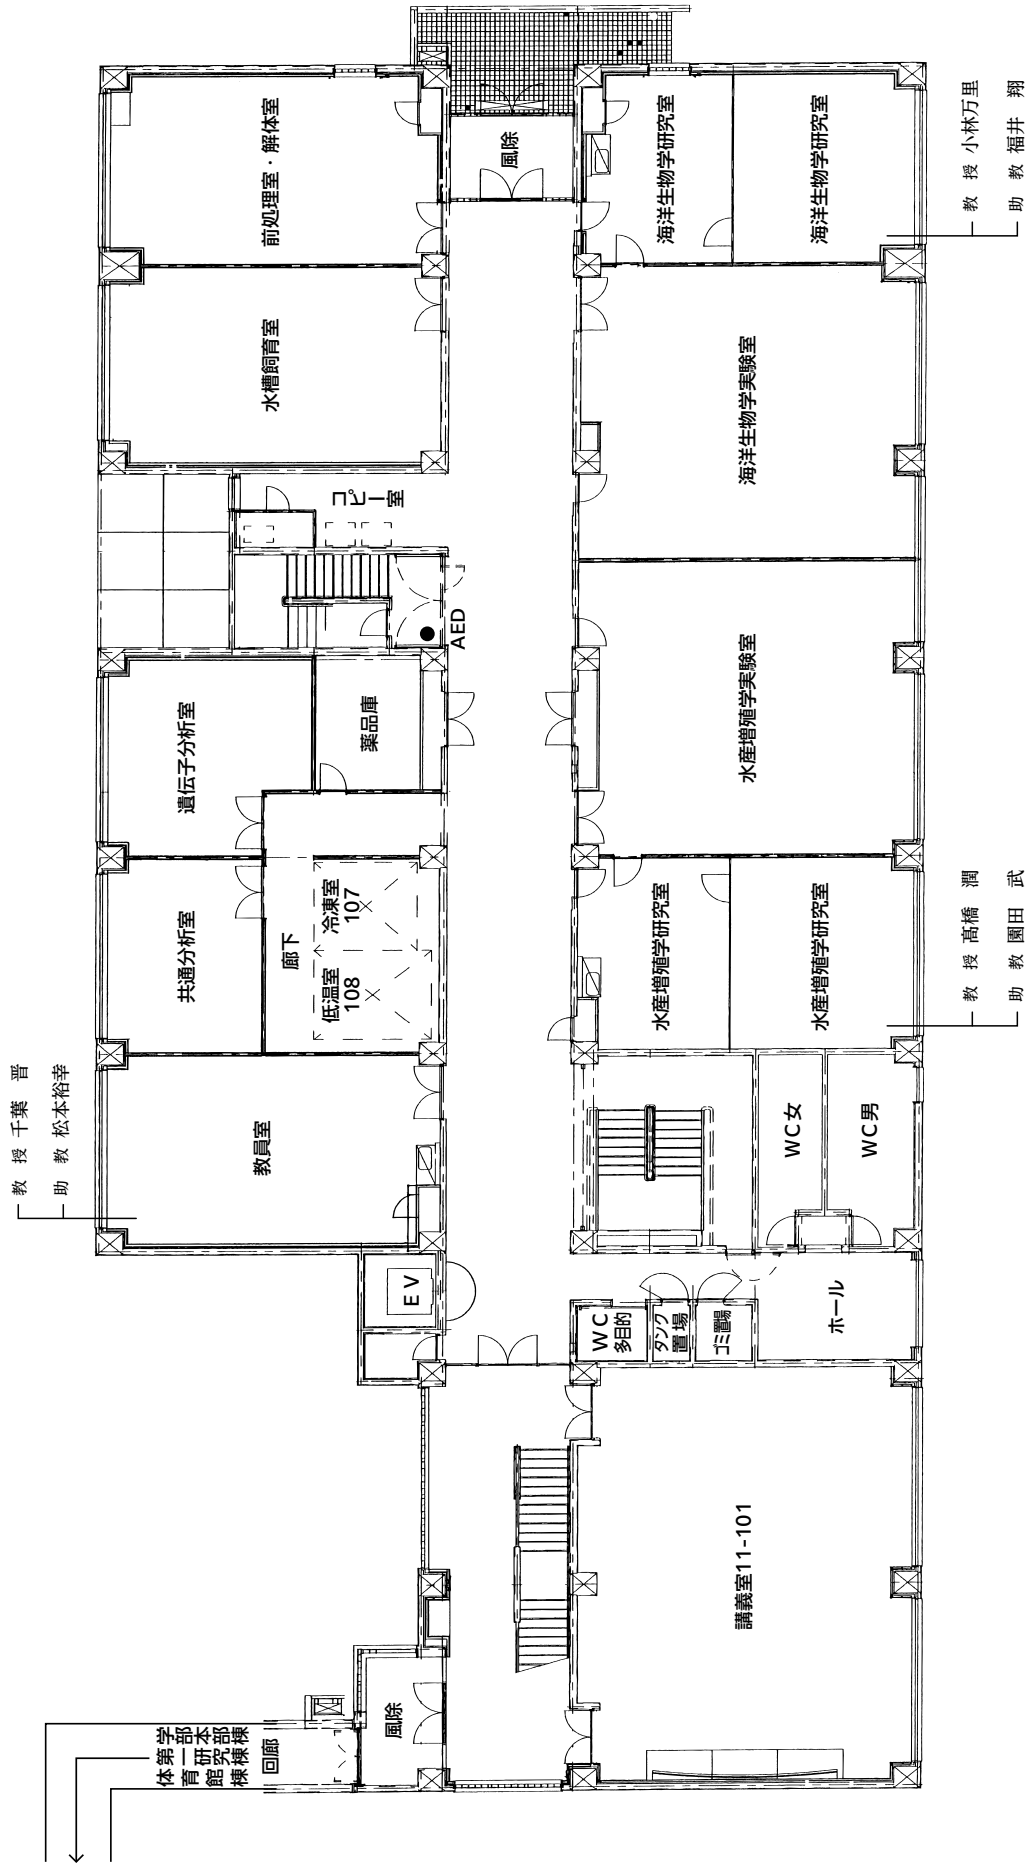 前処理室・解体室
風除
海洋生物学研究室
海洋生物学研究室
教 授 小林万里
助 教 福井 翔
水槽飼育室
海洋生物学実験室
コピー室
AED
遺伝子分析室
薬品庫
水産増殖学実験室
共通分析室
廊下
冷凍室
107
低温室
108
水産増殖学研究室
水産増殖学研究室
教 授 髙橋 潤
助 教 園田 武
教 授 千葉 晋
助 教 松本裕幸
教員室
WC女
WC男
EV
WC
多目的
タンク
置場
ゴミ置場
ホール
講義室11-101
風除
回廊
学部本部棟
第一研究棟
体育館棟